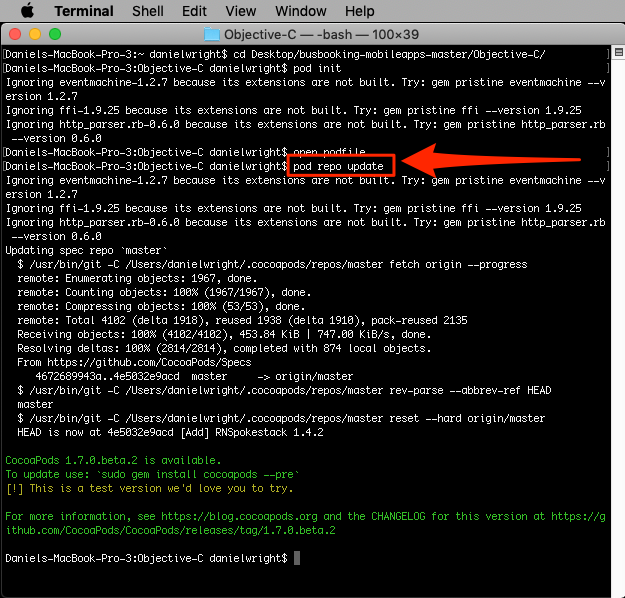 Terminal Shell Edit View Window Help
Objective-C — -bash — 100×39
[Daniels-MacBook-Pro-3:~ danielwright$ cd Desktop/busbooking-mobileapps-master/Objective-C/ ]
[Daniels-MacBook-Pro-3:Objective-C danielwright$ pod init ]
Ignoring eventmachine-1.2.7 because its extensions are not built. Try: gem pristine eventmachine --v
ersion 1.2.7
Ignoring ffi-1.9.25 because its extensions are not built. Try: gem pristine ffi --version 1.9.25
Ignoring http_parser.rb-0.6.0 because its extensions are not built. Try: gem pristine http_parser.rb
--version 0.6.0
[Daniels-MacBook-Pro-3:Objective-C danielwright$ open podfile ]
[Daniels-MacBook-Pro-3:Objective-C danielwright$ pod repo update ]
Ignoring eventmachine-1.2.7 because its extensions are not built. Try: gem pristine eventmachine --v
ersion 1.2.7
Ignoring ffi-1.9.25 because its extensions are not built. Try: gem pristine ffi --version 1.9.25
Ignoring http_parser.rb-0.6.0 because its extensions are not built. Try: gem pristine http_parser.rb
--version 0.6.0
Updating spec repo `master`
$ /usr/bin/git -C /Users/danielwright/.cocoapods/repos/master fetch origin --progress
remote: Enumerating objects: 1967, done.
remote: Counting objects: 100% (1967/1967), done.
remote: Compressing objects: 100% (53/53), done.
remote: Total 4102 (delta 1918), reused 1938 (delta 1910), pack-reused 2135
Receiving objects: 100% (4102/4102), 453.84 KiB | 747.00 KiB/s, done.
Resolving deltas: 100% (2814/2814), completed with 874 local objects.
From https://github.com/CocoaPods/Specs
4672689943a..4e5032e9acd master -> origin/master
$ /usr/bin/git -C /Users/danielwright/.cocoapods/repos/master rev-parse --abbrev-ref HEAD
master
$ /usr/bin/git -C /Users/danielwright/.cocoapods/repos/master reset --hard origin/master
HEAD is now at 4e5032e9acd [Add] RNSpokestack 1.4.2
CocoaPods 1.7.0.beta.2 is available.
To update use: `sudo gem install cocoapods --pre`
[!] This is a test version we'd love you to try.
For more information, see https://blog.cocoapods.org and the CHANGELOG for this version at https://g
ithub.com/CocoaPods/CocoaPods/releases/tag/1.7.0.beta.2
Daniels-MacBook-Pro-3:Objective-C danielwright$